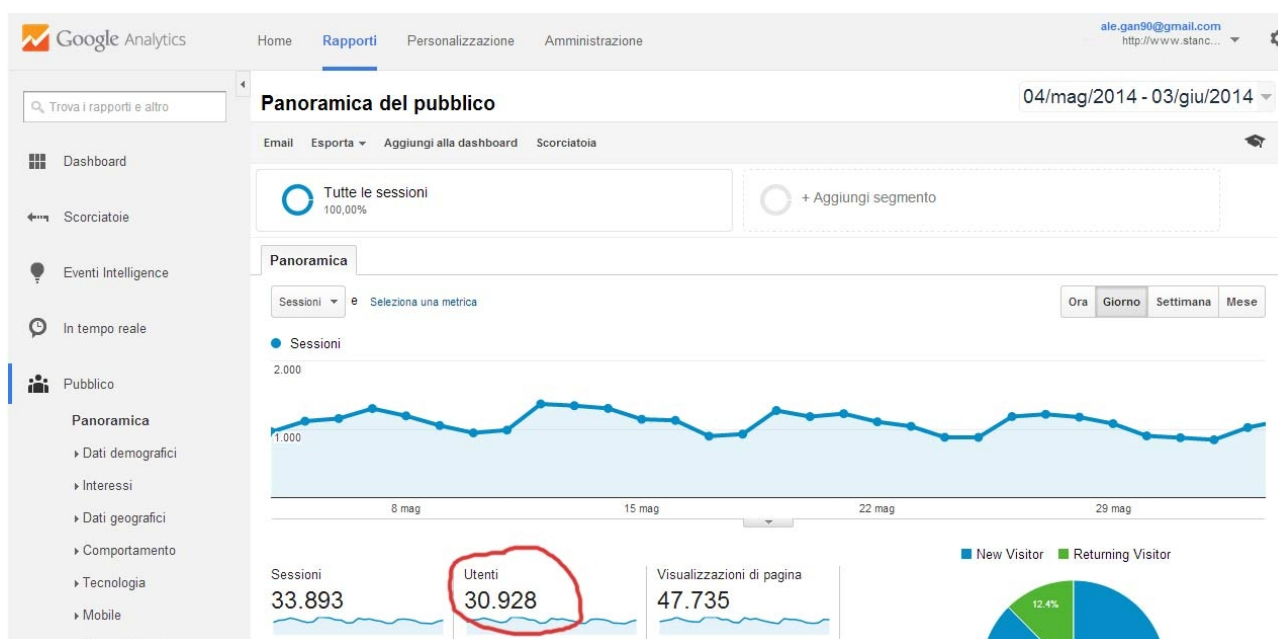 Google Analytics
Home Rapporti Personalizzazione Amministrazione
ale.gan90@gmail.com
http://www.stanc...
Trova i rapporti e altro
Panoramica del pubblico
04/mag/2014 - 03/giu/2014
Email Esporta Aggiungi alla dashboard Scorciatoia
Dashboard
Scorciatoie
Eventi Intelligence
In tempo reale
Pubblico
Panoramica
Dati demografici
Interessi
Dati geografici
Comportamento
Tecnologia
Mobile
Tutte le sessioni
100,00%
+ Aggiungi segmento
Panoramica
Sessioni e Seleziona una metrica
Ora Giorno Settimana Mese
Sessioni
2.000
1.000
8 mag 15 mag 22 mag 29 mag
New Visitor Returning Visitor
Sessioni Utenti Visualizzazioni di pagina
33.893 30.928 47.735
12.4%